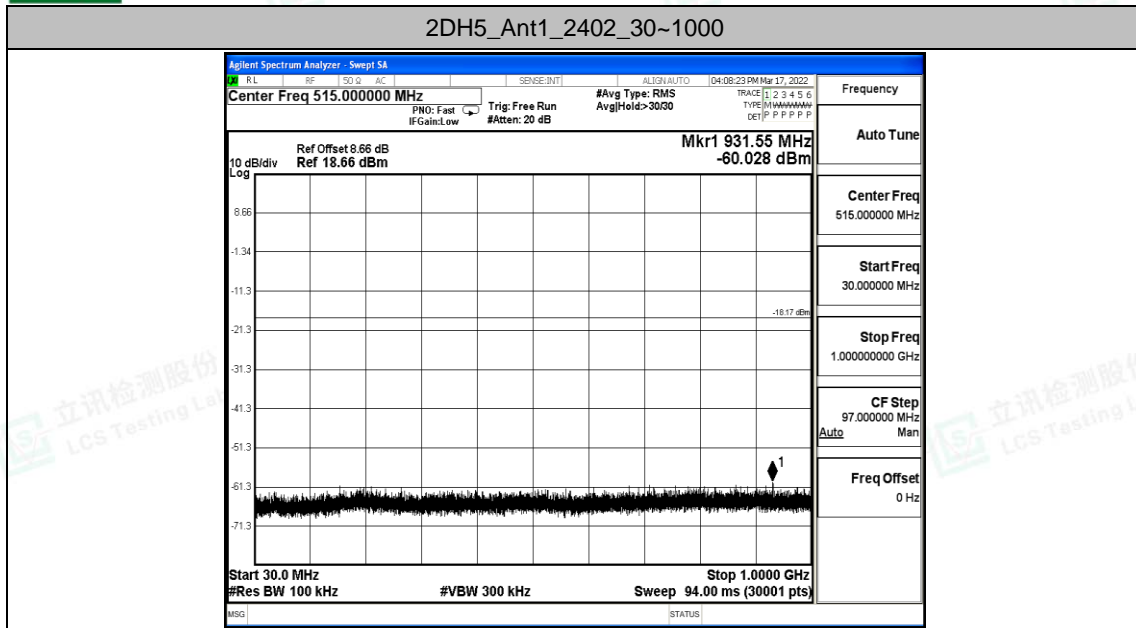 2DH5_Ant1_2402_30~1000
Agilent Spectrum Analyzer - Swept SA
RL RF 50 Ω AC SENSE:INT ALIGN AUTO 04:08:23 PM Mar 17, 2022
Center Freq 515.000000 MHz
PNO: Fast
IFGain:Low
Trig: Free Run
#Atten: 20 dB
#Avg Type: RMS
Avg|Hold:>30/30
TRACE 1 2 3 4 5 6
TYPE MWWWWW
DET P P P P P P
Ref Offset 8.66 dB
Ref 18.66 dBm
10 dB/div
Log
Mkr1 931.55 MHz
-60.028 dBm
8.66
-1.34
-11.3
-18.17 dBm
-21.3
-31.3
-41.3
-51.3
1
-61.3
-71.3
Start 30.0 MHz
#Res BW 100 kHz
#VBW 300 kHz
Stop 1.0000 GHz
Sweep 94.00 ms (30001 pts)
MSG
STATUS
Frequency
Auto Tune
Center Freq
515.000000 MHz
Start Freq
30.000000 MHz
Stop Freq
1.000000000 GHz
CF Step
97.000000 MHz
Auto Man
Freq Offset
0 Hz
立讯检测股份
LCS Testing Lab
立讯检测股份
LCS Testing L